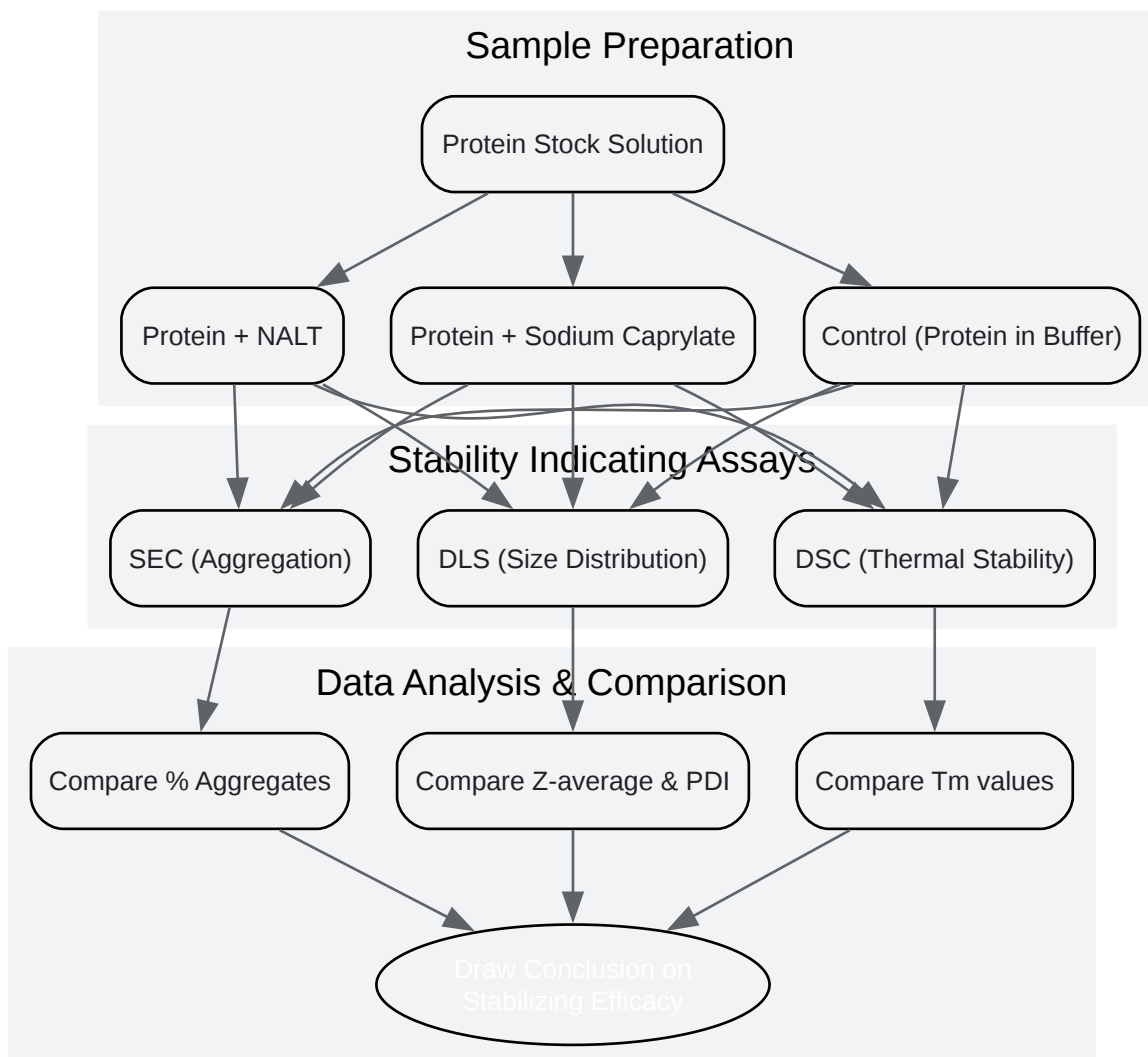 Sample Preparation
Protein Stock Solution
Protein + NALT
Protein + Sodium Caprylate
Control (Protein in Buffer)
Stability Indicating Assays
SEC (Aggregation)
DLS (Size Distribution)
DSC (Thermal Stability)
Data Analysis & Comparison
Compare % Aggregates
Compare Z-average & PDI
Compare Tm values
Draw Conclusion on
Stabilizing Efficacy